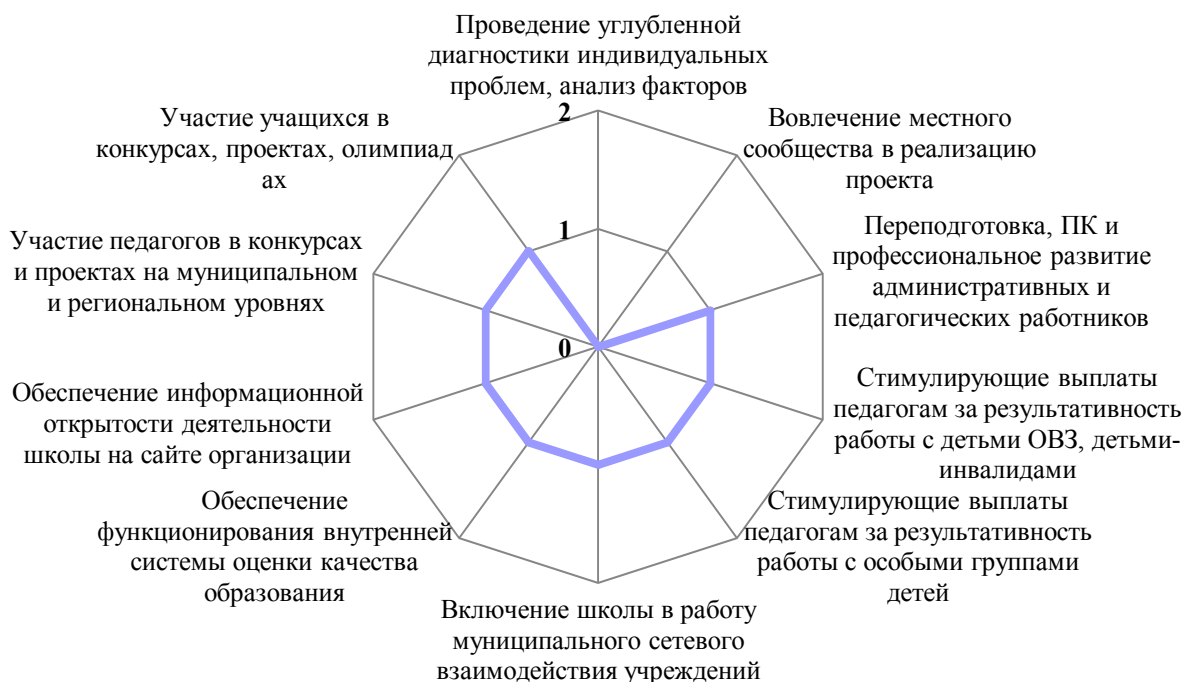 Проведение углубленной
диагностики индивидуальных
проблем, анализ факторов
Вовлечение местного
сообщества в реализацию
проекта
Переподготовка, ПК и
профессиональное развитие
административных и
педагогических работников
Стимулирующие выплаты
педагогам за результативность
работы с детьми ОВЗ, детьми-
инвалидами
Стимулирующие выплаты
педагогам за результативность
работы с особыми группами
детей
Включение школы в работу
муниципального сетевого
взаимодействия учреждений
Обеспечение
функционирования внутренней
системы оценки качества
образования
Обеспечение информационной
открытости деятельности
школы на сайте организации
Участие педагогов в конкурсах
и проектах на муниципальном
и региональном уровнях
Участие учащихся в
конкурсах, проектах, олимпиад
ах
2
1
0